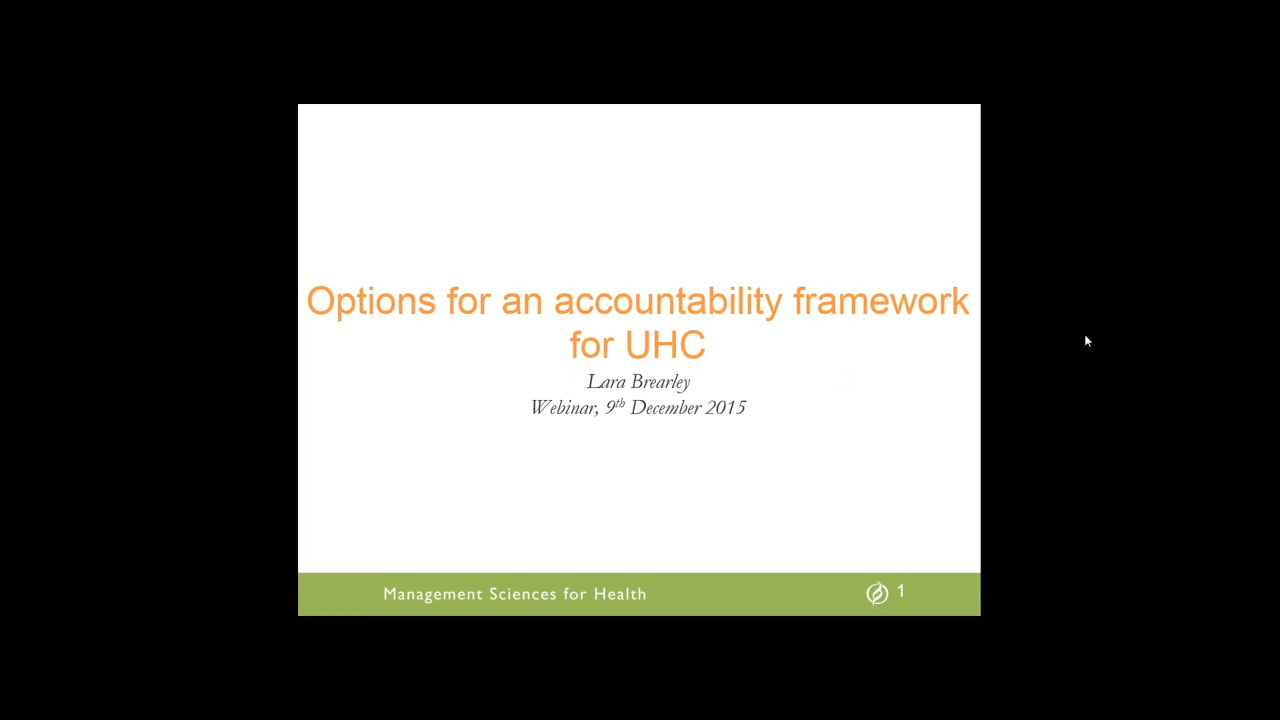 Options for an accountability framework
for UHC
Lara Brearley
Webinar, 9th December 2015
Management Sciences for Health
1